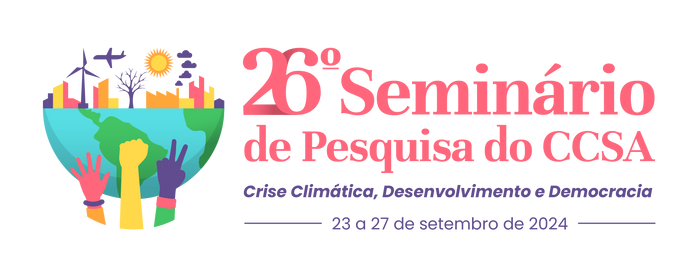 26º Seminário
de Pesquisa do CCSA
Crise Climática, Desenvolvimento e Democracia
23 a 27 de setembro de 2024